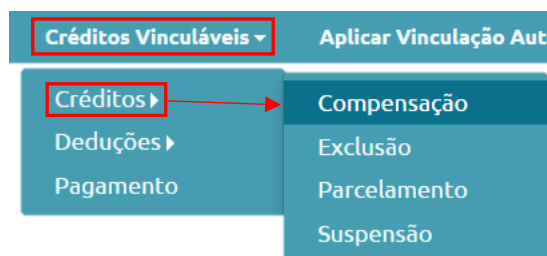 Créditos Vinculáveis
Aplicar Vinculação Aut
Créditos
Deduções
Pagamento
Compensação
Exclusão
Parcelamento
Suspensão